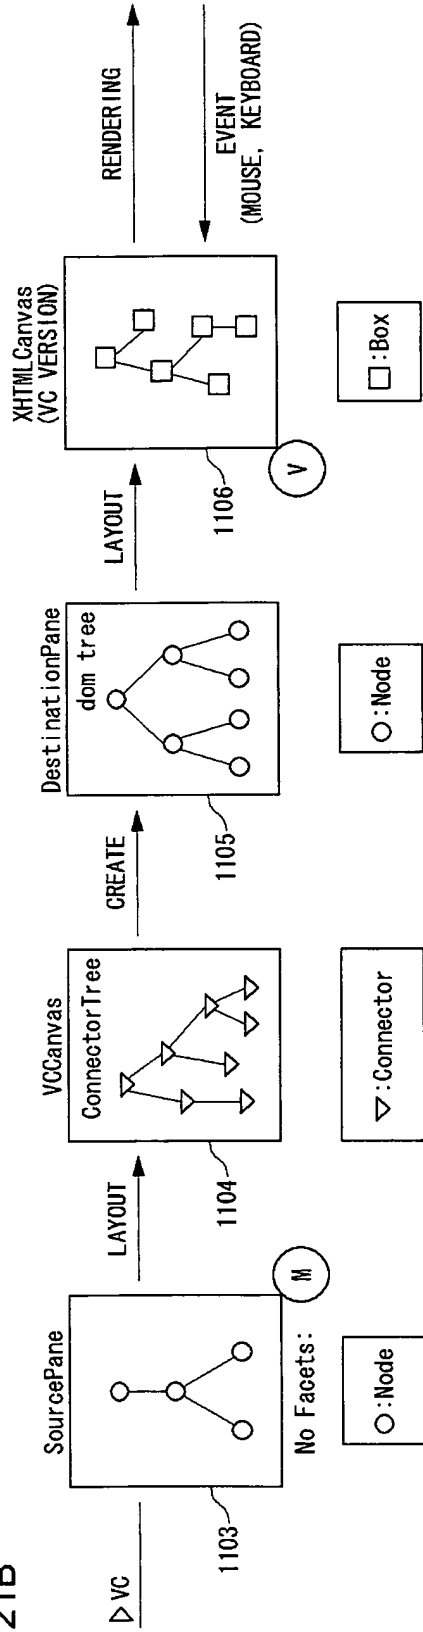 21B
▷VC
SourcePane
1103
No Facets:
M
○:Node
LAYOUT
VCCanvas
ConnectorTree
1104
▽:Connector
CREATE
DestinationPane
dom tree
1105
○:Node
LAYOUT
XHTMLCanvas
(VC VERSION)
1106
V
□:Box
RENDERING
EVENT
(MOUSE, KEYBOARD)